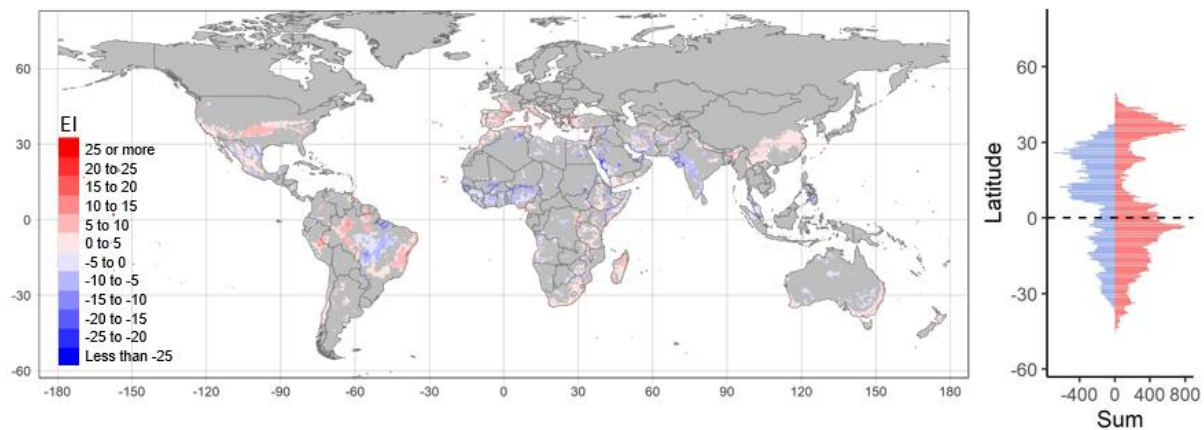 EI
25 or more
20 to 25
15 to 20
10 to 15
5 to 10
0 to 5
-5 to 0
-10 to -5
-15 to -10
-20 to -15
-25 to -20
Less than -25
60
30
0
-30
-60
-180 -150 -120 -90 -60 -30 0 30 60 90 120 150 180
Latitude
60
30
0
-30
-60
-400 0 400 800
Sum